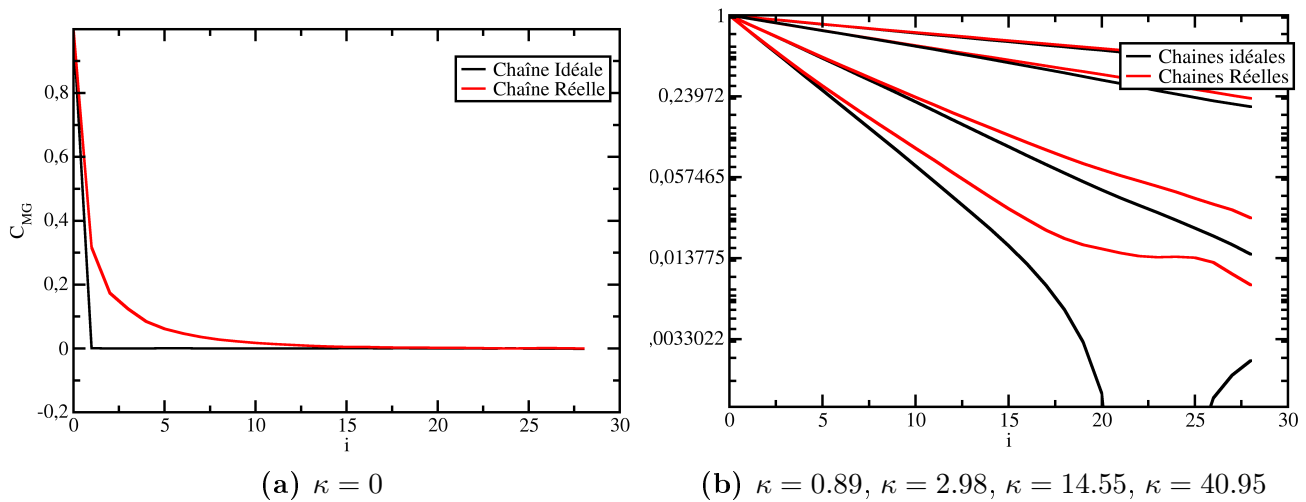 Chaîne Idéale
Chaîne Réelle
0,8
0,6
0,4
0,2
0
-0,2
C_MG
0 5 10 15 20 25 30
i
(a) κ = 0
Chaines idéales
Chaines Réelles
1
0,23972
0,057465
0,013775
,0033022
0 5 10 15 20 25 30
i
(b) κ = 0.89, κ = 2.98, κ = 14.55, κ = 40.95